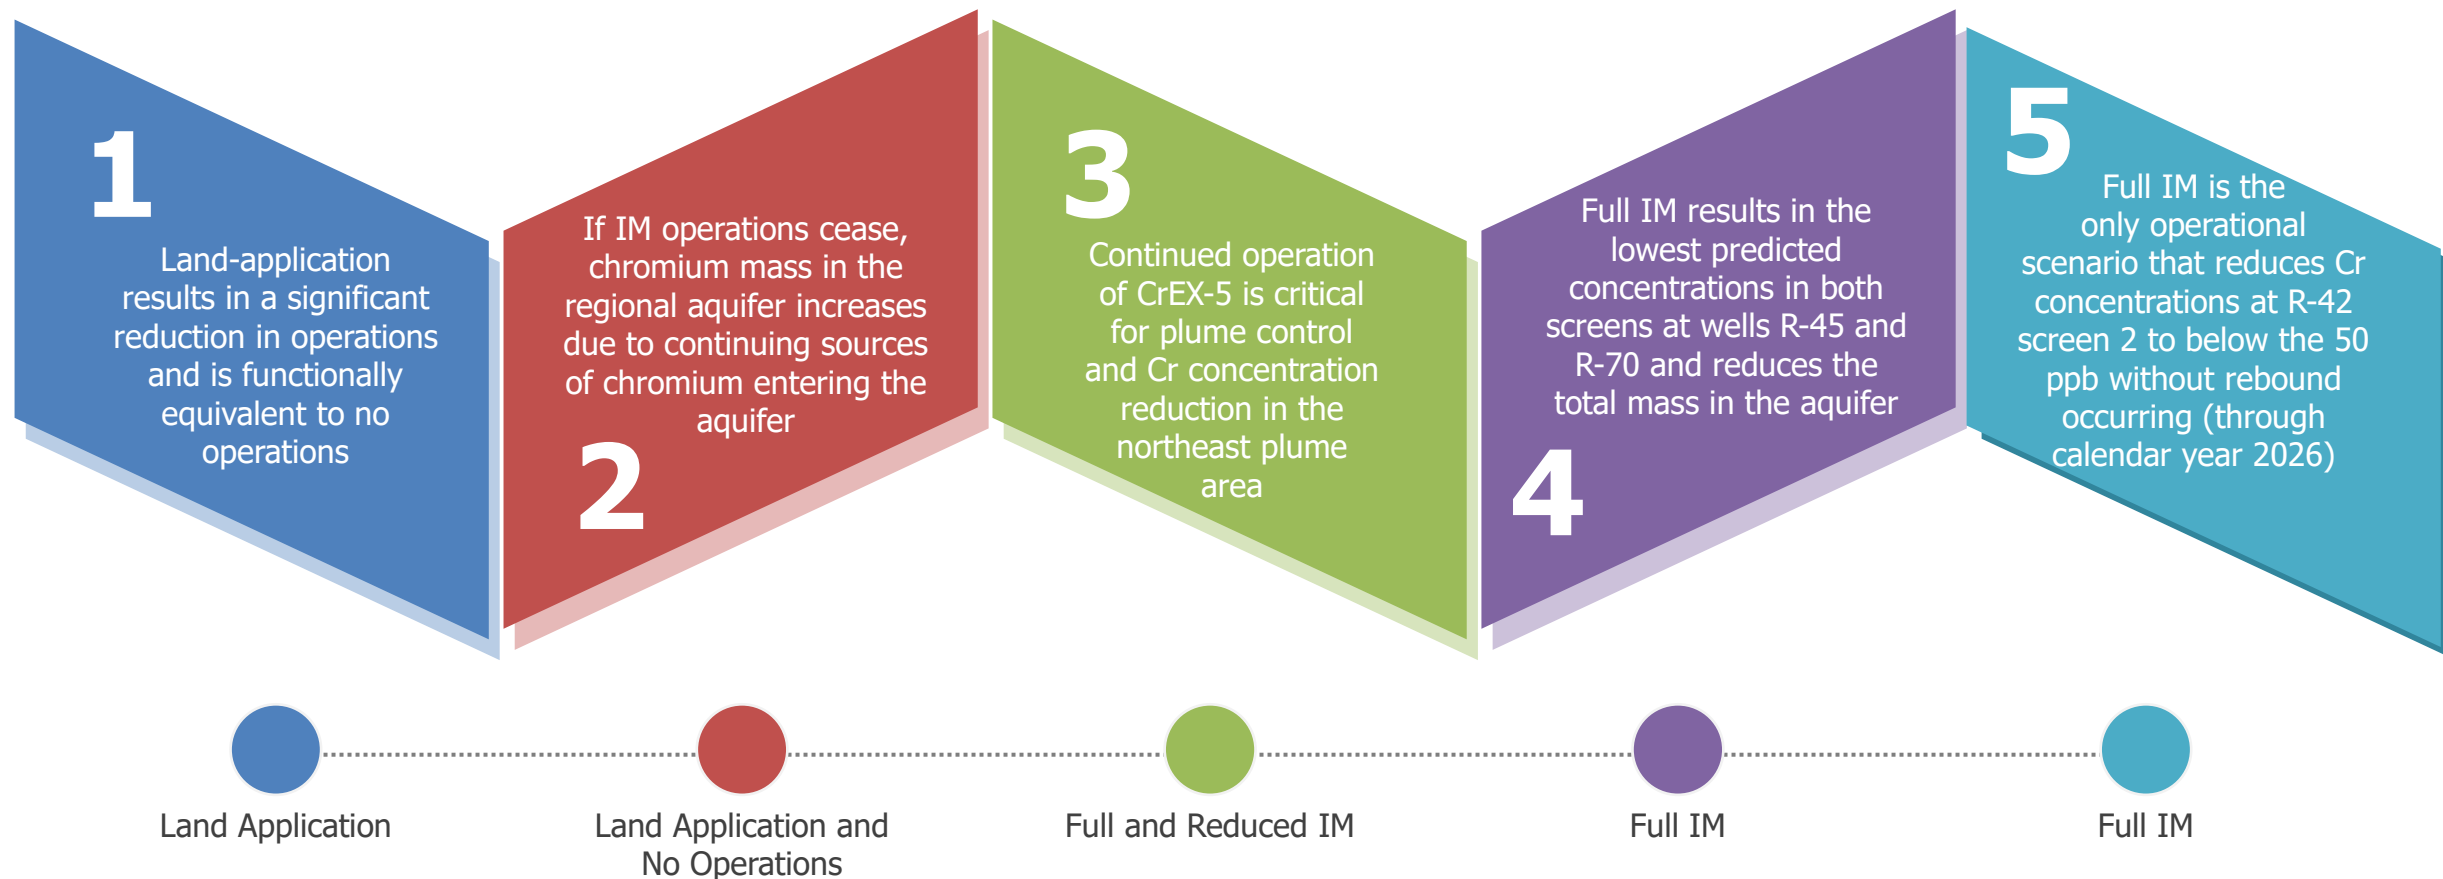 1
Land-application
results in a significant
reduction in operations
and is functionally
equivalent to no
operations
If IM operations cease,
chromium mass in the
regional aquifer increases
due to continuing sources
of chromium entering the
aquifer
2
3
Continued operation
of CrEX-5 is critical
for plume control
and Cr concentration
reduction in the
northeast plume
area
Full IM results in the
lowest predicted
concentrations in both
screens at wells R-45 and
R-70 and reduces the
total mass in the aquifer
4
5
Full IM is the
only operational
scenario that reduces Cr
concentrations at R-42
screen 2 to below the 50
ppb without rebound
occurring (through
calendar year 2026)
Land Application
Land Application and
No Operations
Full and Reduced IM
Full IM
Full IM